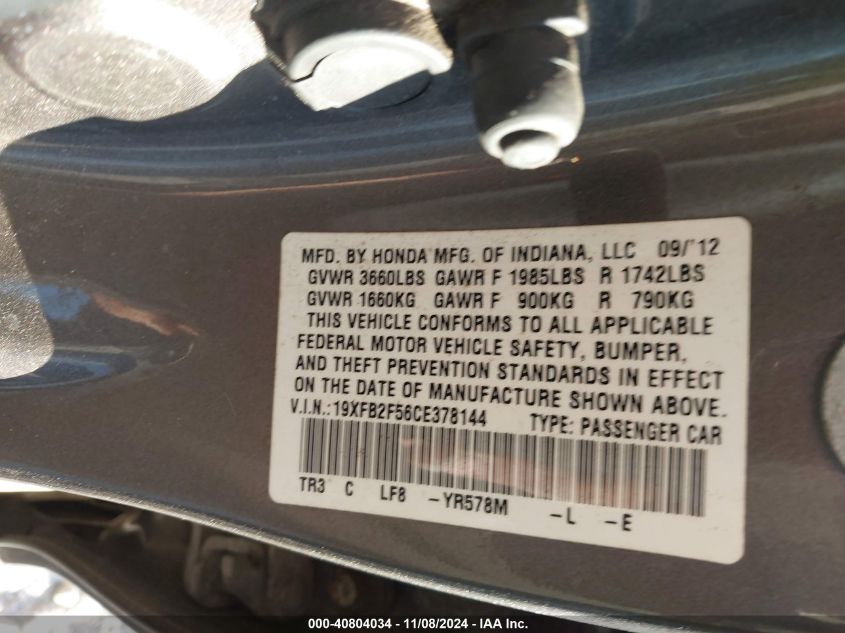 MFD. BY HONDA MFG. OF INDIANA, LLC 09/'12
GVWR 3660LBS GAWR F 1985LBS R 1742LBS
GVWR 1660KG GAWR F 900KG R 790KG
THIS VEHICLE CONFORMS TO ALL APPLICABLE
FEDERAL MOTOR VEHICLE SAFETY, BUMPER,
AND THEFT PREVENTION STANDARDS IN EFFECT
ON THE DATE OF MANUFACTURE SHOWN ABOVE.
V.I.N.:19XFB2F56CE378144 TYPE: PASSENGER CAR
TR3 C LF8 -YR578M -L -E
000-40804034 - 11/08/2024 - IAA Inc.